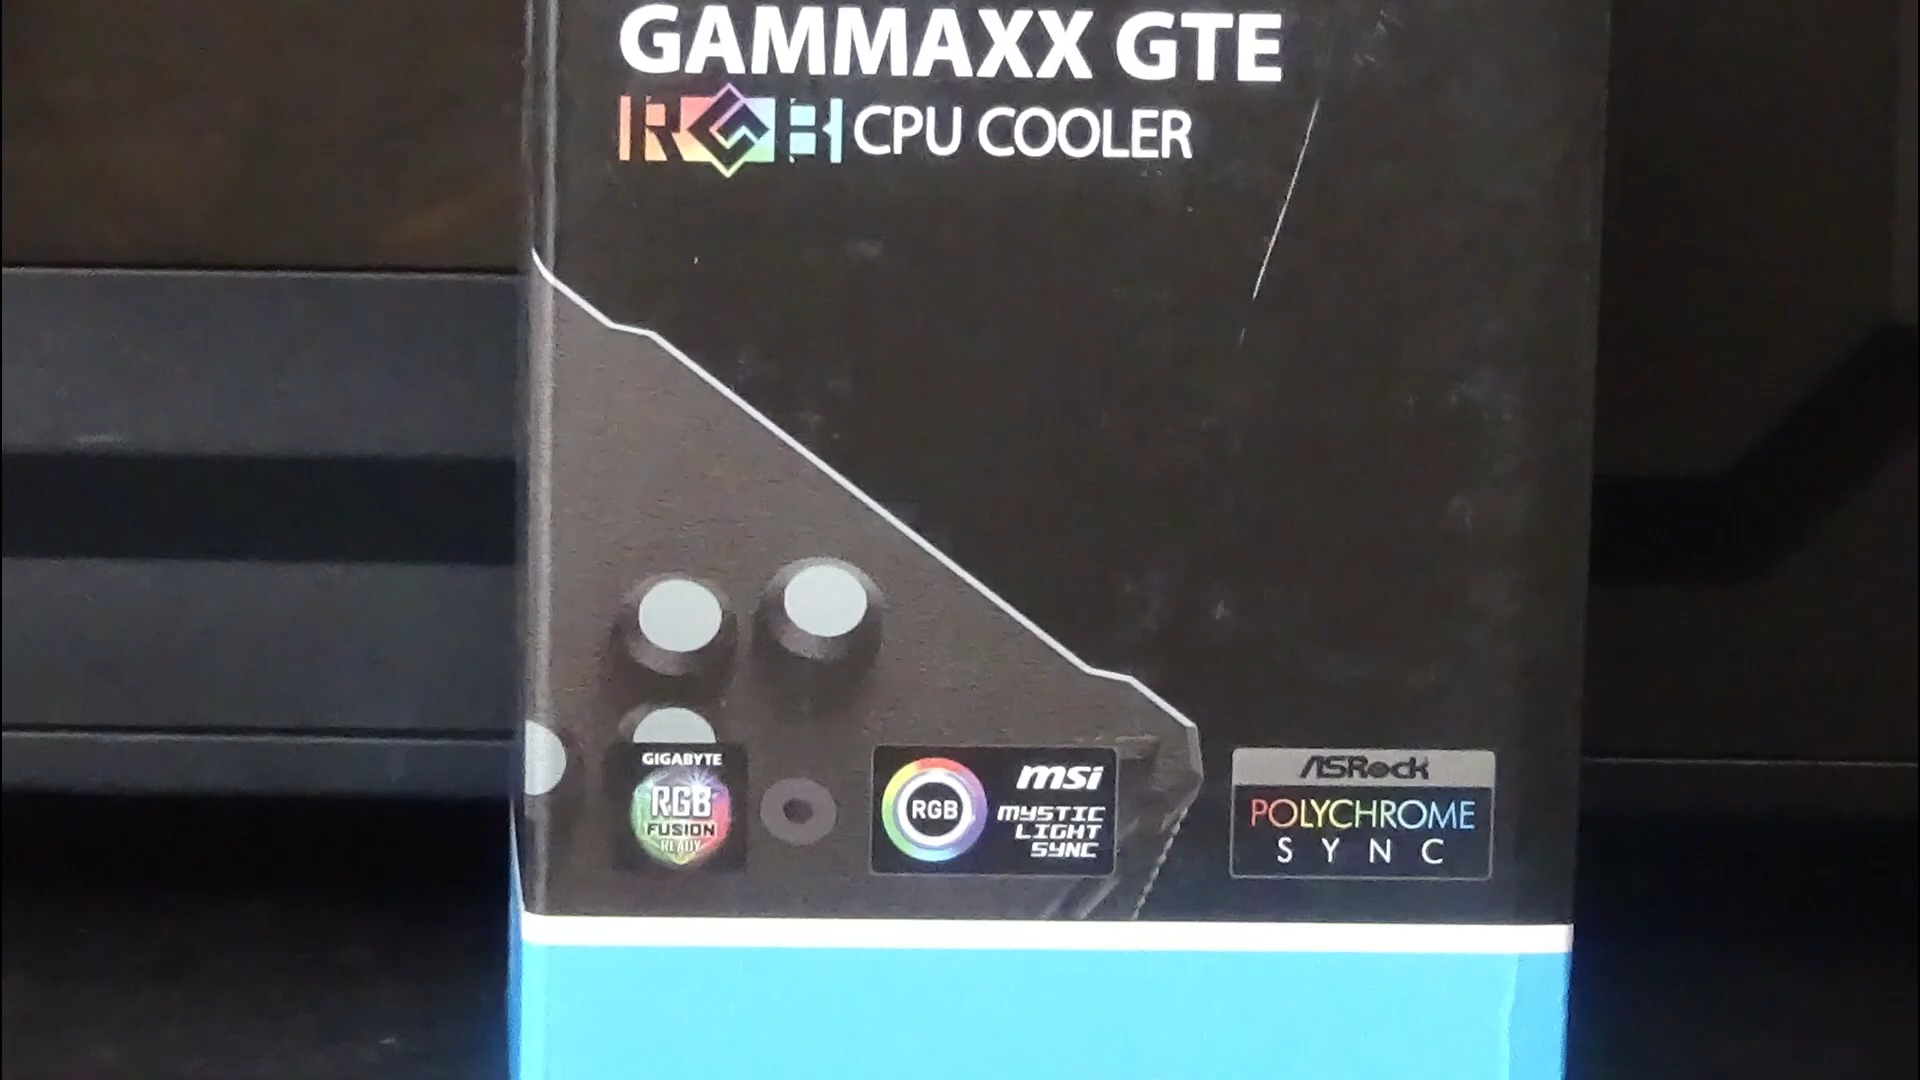 GAMMAXX GTE
RGB CPU COOLER
GIGABYTE
RGB
FUSION
READY
RGB
msi
MYSTIC
LIGHT
SYNC
ASRock
POLYCHROME
SYNC